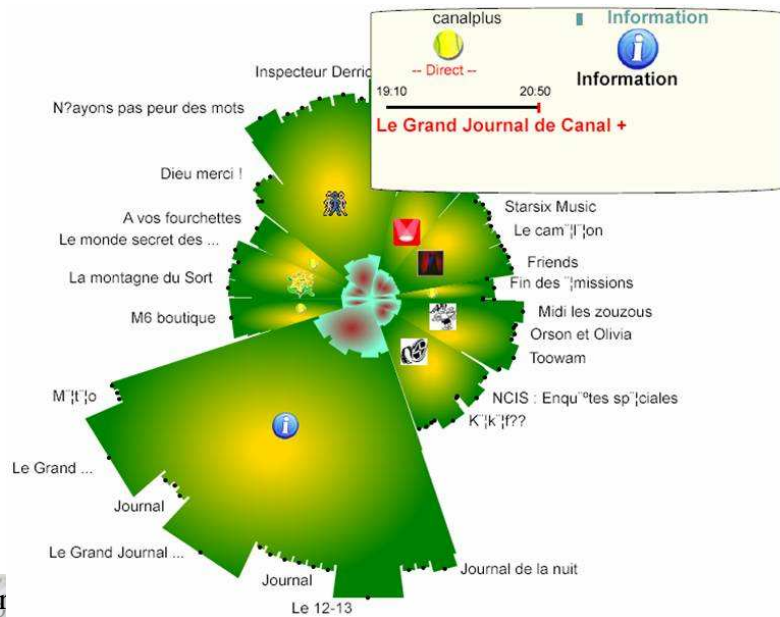 canalplus
Information
-- Direct --
Information
19:10
20:50
Le Grand Journal de Canal +
Inspecteur
N?ayons pas peur des mots
Dieu merci !
A vos fourchettes
Le monde secret des ...
La montagne du Sort
M6 boutique
Starsix Music
Le cam¨¦l¨¦on
Friends
Fin des ¨¦missions
Midi les zouzous
Orson et Olivia
Toowam
NCIS : Enqu¨ºtes sp¨¦ciales
K¨¦k¨¦f??
M¨¦t¨¦o
Le Grand ...
Journal
Le Grand Journal ...
Journal
Journal de la nuit
Le 12-13